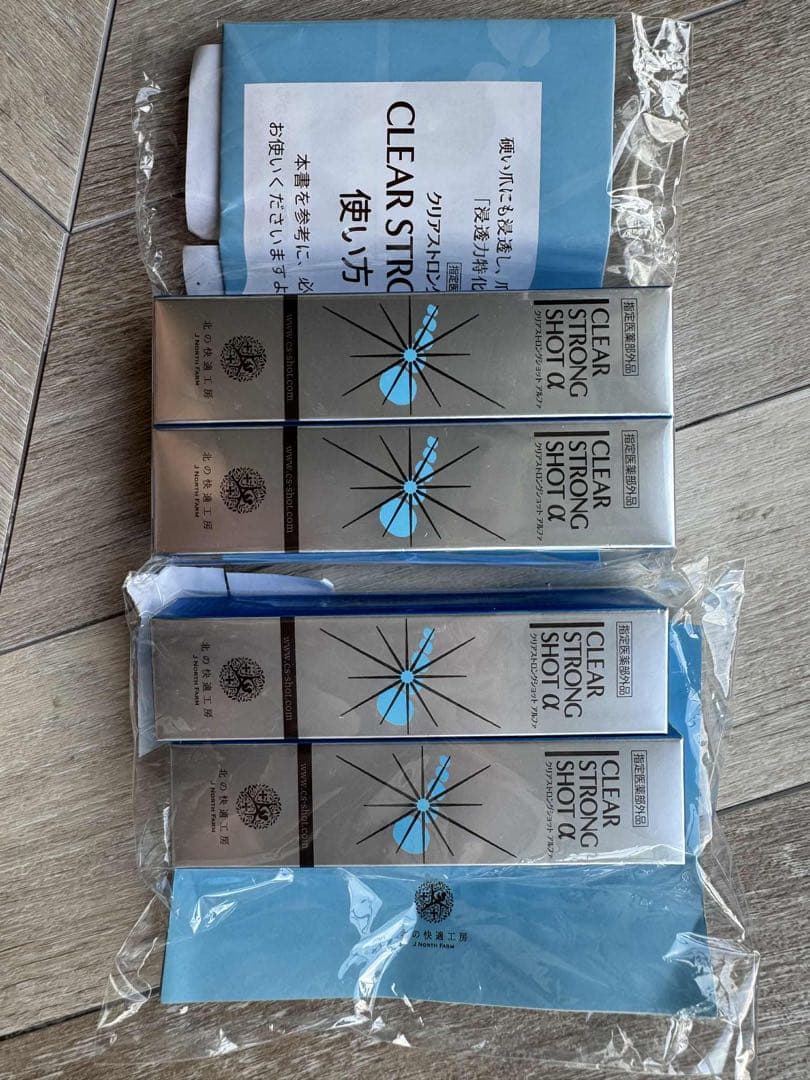 硬い爪にも浸透し、爪
「浸透力特化
指定医
クリアストロング
CLEAR STRO
使い方
本書を参考に、必
お使いくださいますよ
指定医薬部外品
CLEAR
STRONG
SHOT α
クリアストロングショット アルファ
www.cs-shot.com
北の快適工房
J NORTH FARM
指定医薬部外品
CLEAR
STRONG
SHOT α
クリアストロングショット アルファ
www.cs-shot.com
北の快適工房
J NORTH FARM
指定医薬部外品
CLEAR
STRONG
SHOT α
クリアストロングショット アルファ
www.cs-shot.com
北の快適工房
J NORTH FARM
指定医薬部外品
CLEAR
STRONG
SHOT α
クリアストロングショット アルファ
www.cs-shot.com
北の快適工房
J NORTH FARM
北の快適工房
J NORTH FARM